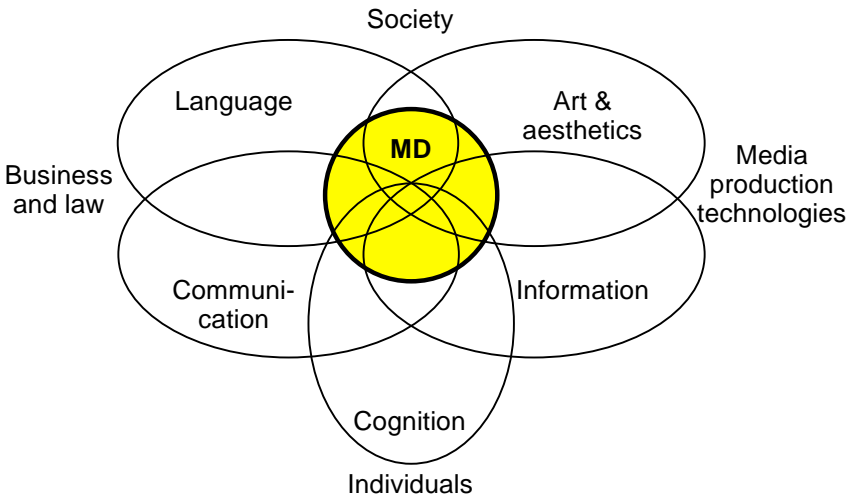 Society
Language
Art &
aesthetics
MD
Business
and law
Media
production
technologies
Communi-
cation
Information
Cognition
Individuals